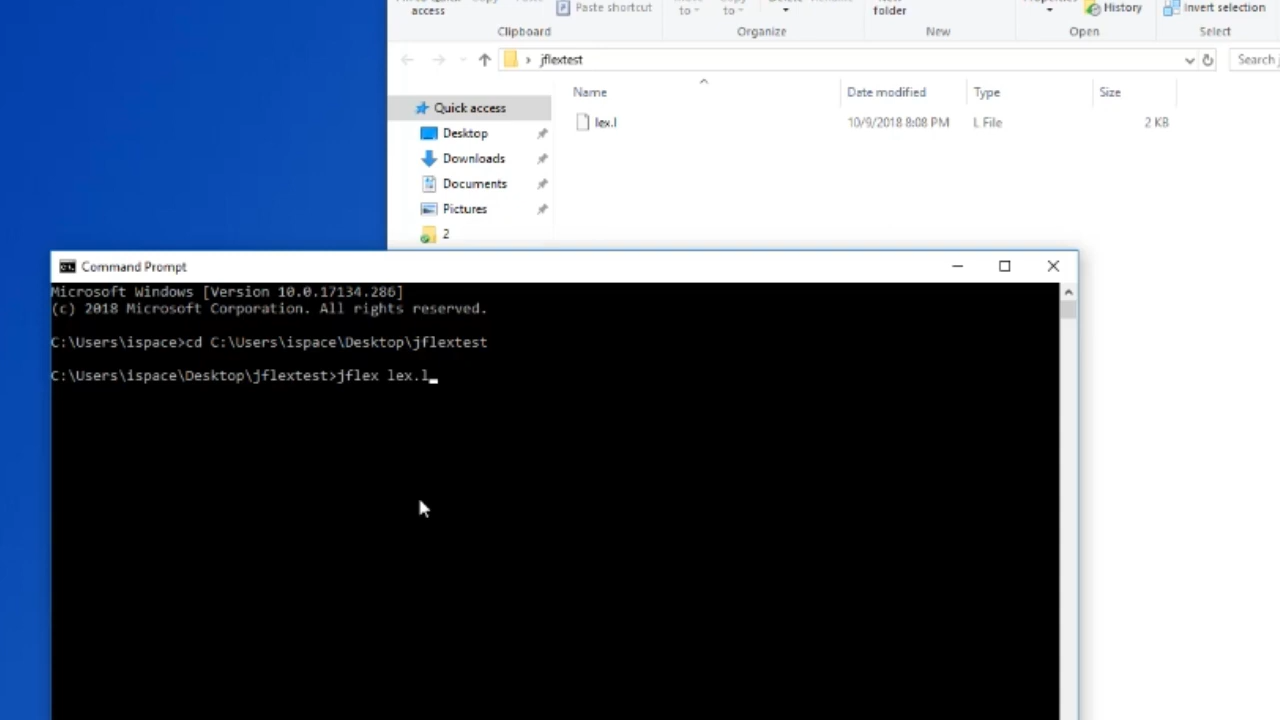 access
Paste shortcut
to
to
folder
History
Invert selection
Clipboard
Organize
New
Open
Select
jflextest
Search
Name
Date modified
Type
Size
Quick access
lex.l
10/9/2018 8:08 PM
L File
2 KB
Desktop
Downloads
Documents
Pictures
2
Command Prompt
Microsoft Windows [Version 10.0.17134.286]
(c) 2018 Microsoft Corporation. All rights reserved.
C:\Users\ispace>cd C:\Users\ispace\Desktop\jflextest
C:\Users\ispace\Desktop\jflextest>jflex lex.l